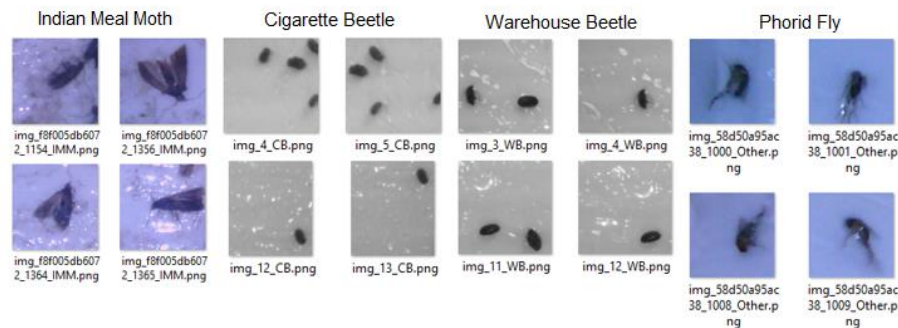 Indian Meal Moth
Cigarette Beetle
Warehouse Beetle
Phorid Fly
img_f8f005db607
2_1154_IMM.png
img_f8f005db607
2_1356_IMM.png
img_4_CB.png
img_5_CB.png
img_3_WB.png
img_4_WB.png
img_58d50a95ac
38_1000_Other.p
ng
img_58d50a95ac
38_1001_Other.p
ng
img_f8f005db607
2_1364_IMM.png
img_f8f005db607
2_1365_IMM.png
img_12_CB.png
img_13_CB.png
img_11_WB.png
img_12_WB.png
img_58d50a95ac
38_1008_Other.p
ng
img_58d50a95ac
38_1009_Other.p
ng